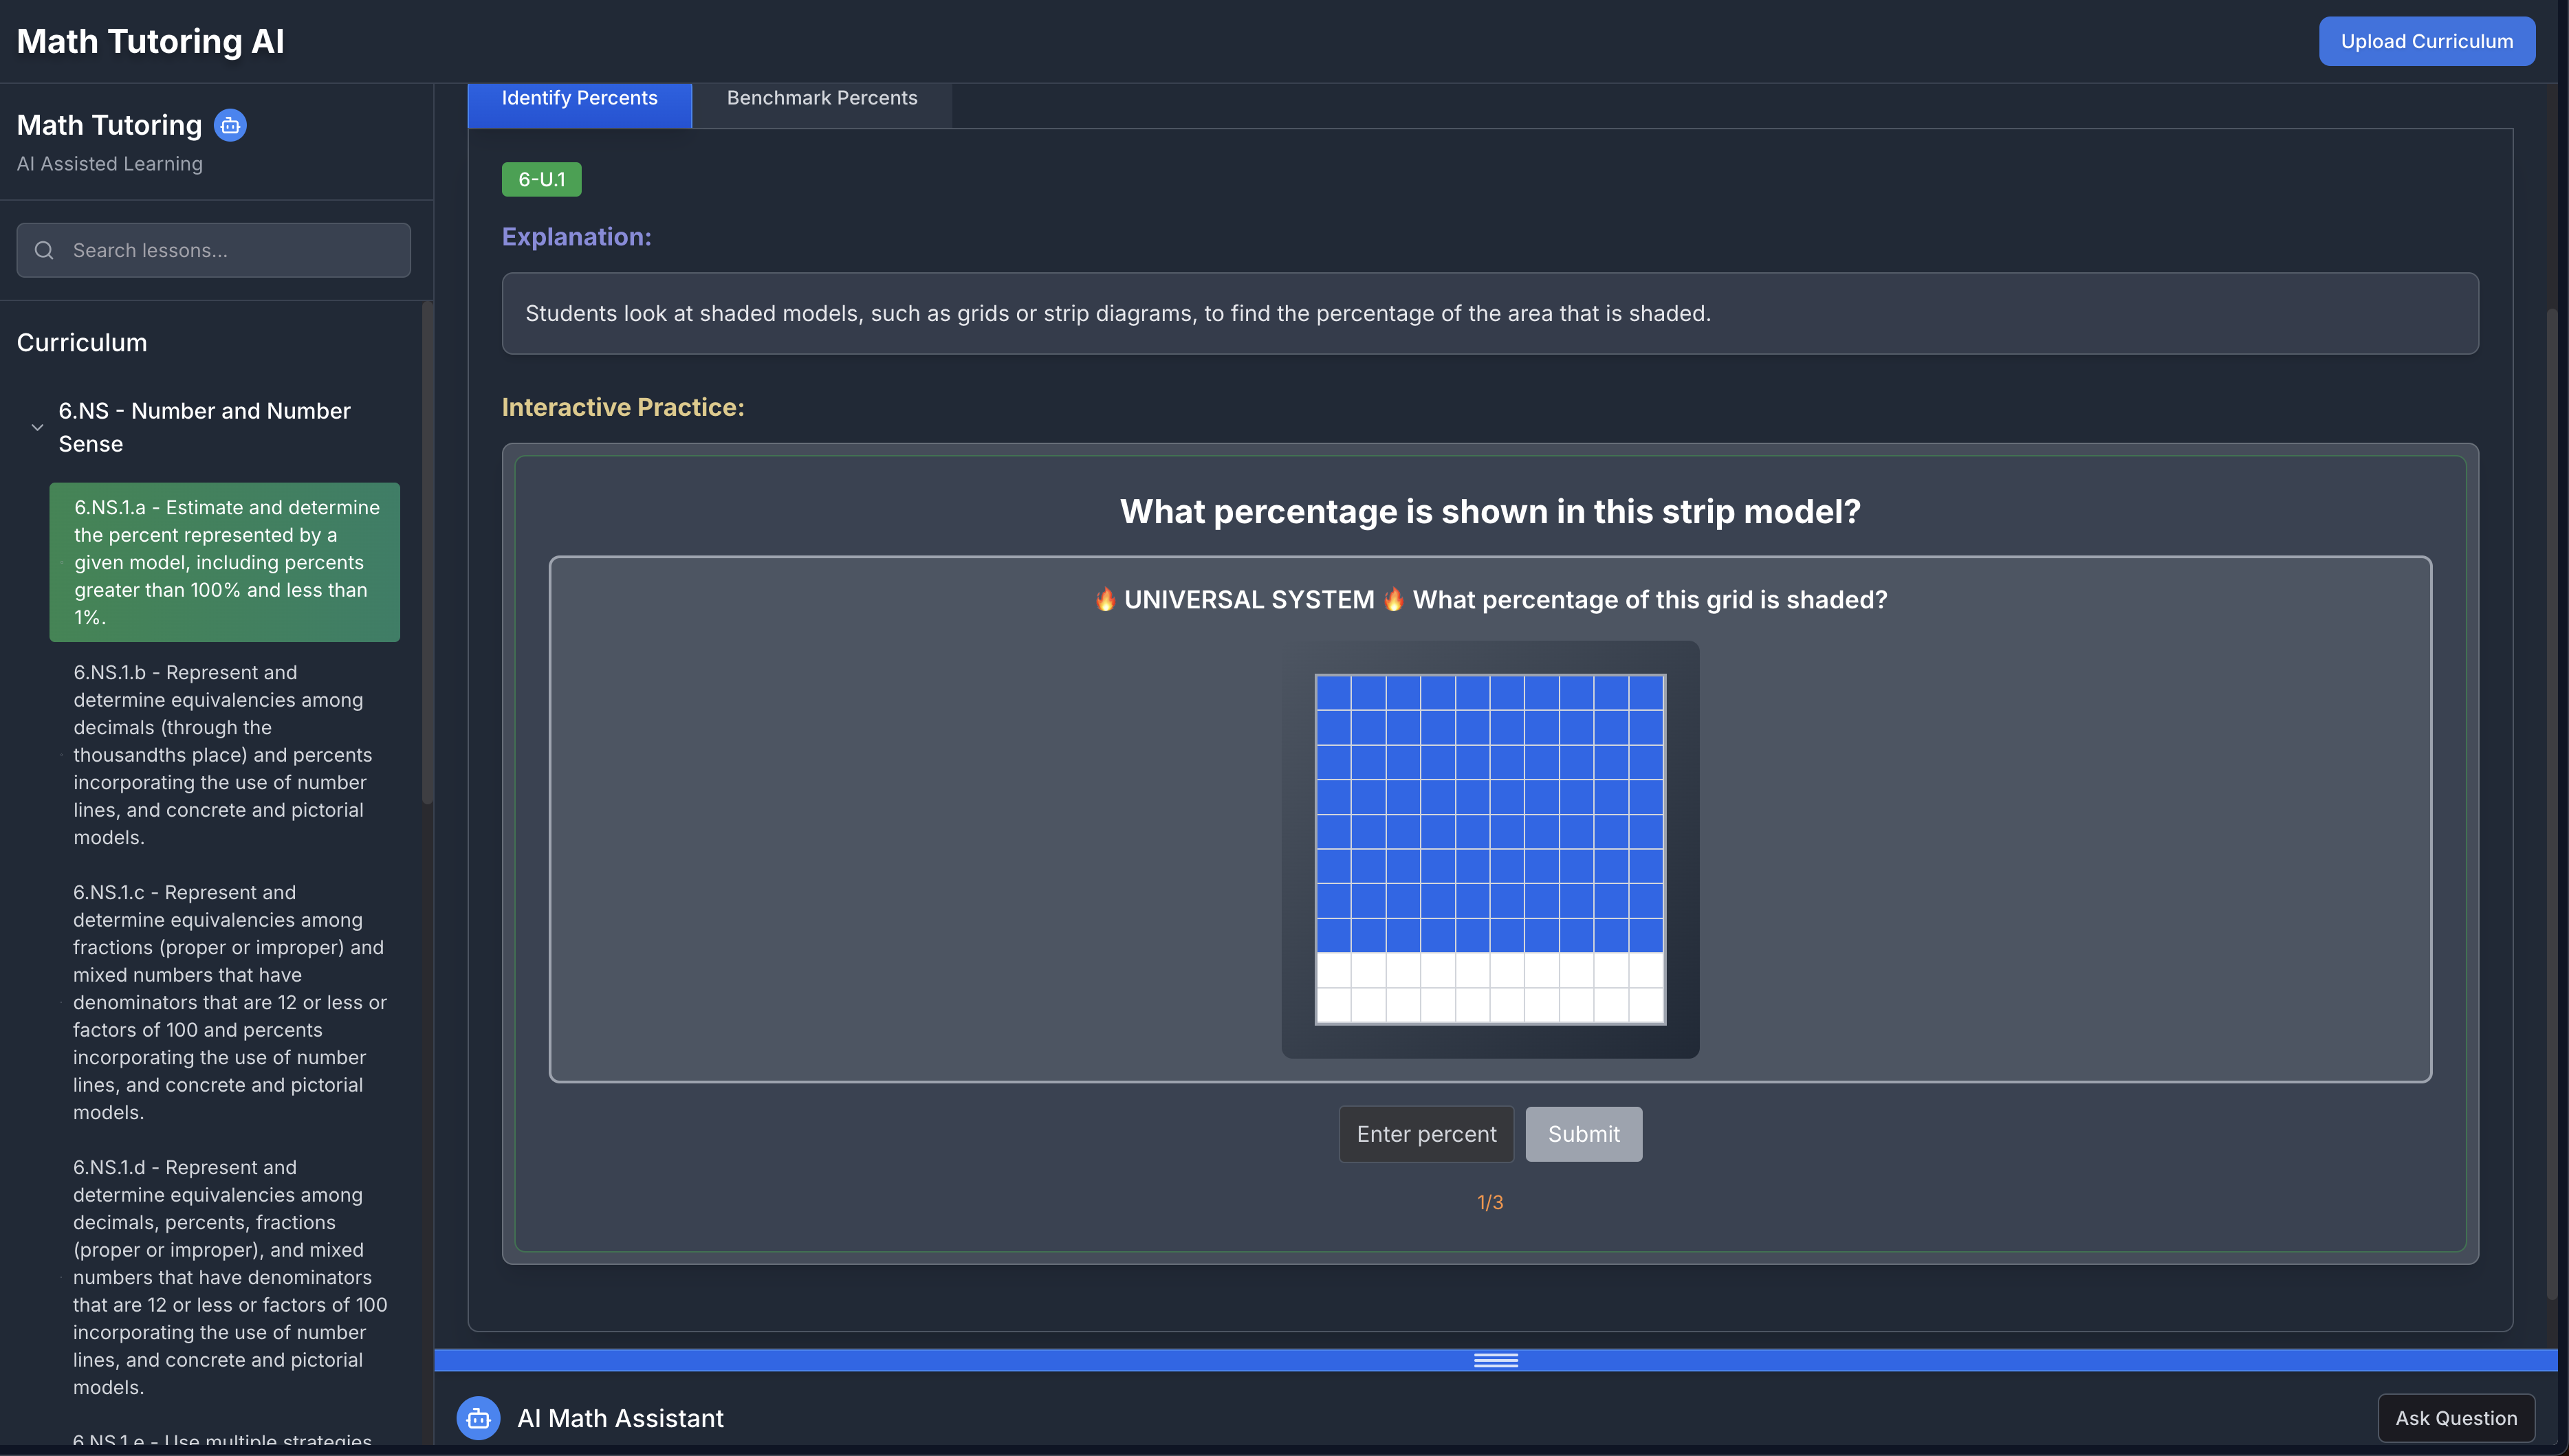 Math Tutoring AI
Upload Curriculum
Math Tutoring
AI Assisted Learning
Search lessons...
Curriculum
6.NS - Number and Number
Sense
6.NS.1.a - Estimate and determine
the percent represented by a
given model, including percents
greater than 100% and less than
1%.
6.NS.1.b - Represent and
determine equivalencies among
decimals (through the
thousandths place) and percents
incorporating the use of number
lines, and concrete and pictorial
models.
6.NS.1.c - Represent and
determine equivalencies among
fractions (proper or improper) and
mixed numbers that have
denominators that are 12 or less or
factors of 100 and percents
incorporating the use of number
lines, and concrete and pictorial
models.
6.NS.1.d - Represent and
determine equivalencies among
decimals, percents, fractions
(proper or improper), and mixed
numbers that have denominators
that are 12 or less or factors of 100
incorporating the use of number
lines, and concrete and pictorial
models.
6.NS.1.e - Use multiple strategies
Identify Percents
Benchmark Percents
6-U.1
Explanation:
Students look at shaded models, such as grids or strip diagrams, to find the percentage of the area that is shaded.
Interactive Practice:
What percentage is shown in this strip model?
🔥 UNIVERSAL SYSTEM 🔥 What percentage of this grid is shaded?
Enter percent
Submit
1/3
AI Math Assistant
Ask Question